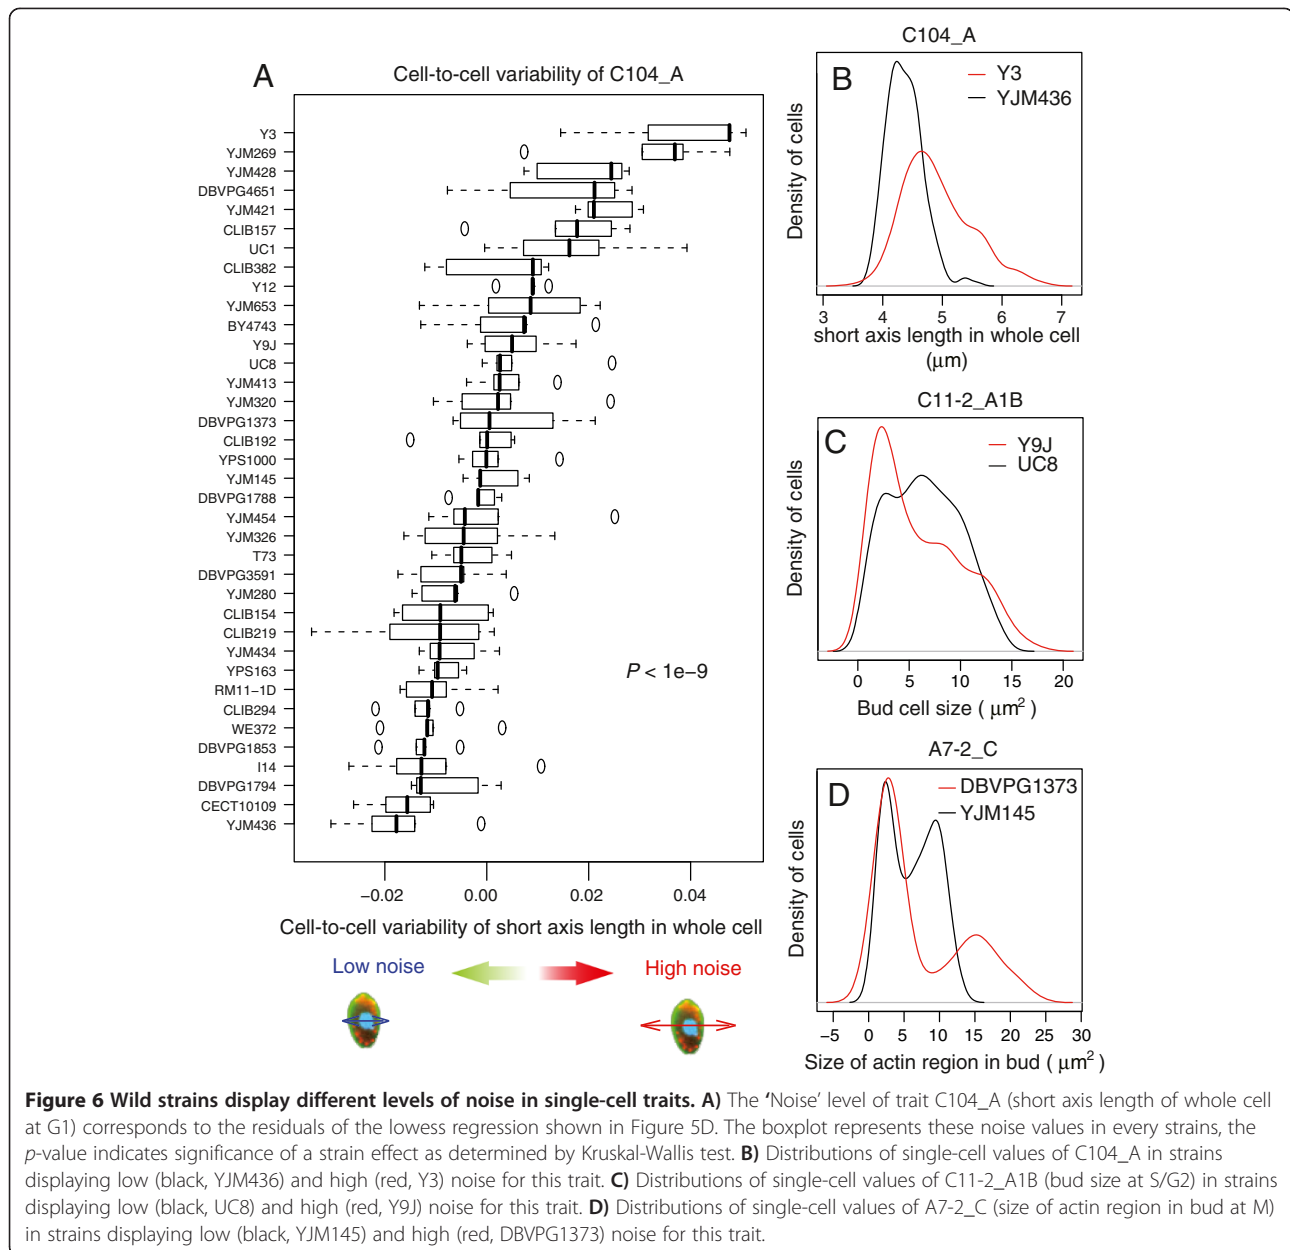 A
Cell-to-cell variability of C104_A
Y3
YJM269
YJM428
DBVPG4651
YJM421
CLIB157
UC1
CLIB382
Y12
YJM653
BY4743
Y9J
UC8
YJM413
YJM320
DBVPG1373
CLIB192
YPS1000
YJM145
DBVPG1788
YJM454
YJM326
T73
DBVPG3591
YJM280
CLIB154
CLIB219
YJM434
YPS163
RM11−1D
CLIB294
WE372
DBVPG1853
I14
DBVPG1794
CECT10109
YJM436
P < 1e−9
−0.02 0.00 0.02 0.04
Cell-to-cell variability of short axis length in whole cell
Low noise
High noise
C104_A
B
Y3
YJM436
Density of cells
3 4 5 6 7
short axis length in whole cell
(μm)
C11-2_A1B
C
Y9J
UC8
Density of cells
0 5 10 15 20
Bud cell size ( μm²)
A7-2_C
D
DBVPG1373
YJM145
Density of cells
−5 0 5 10 15 20 25 30
Size of actin region in bud ( μm²)
Figure 6 Wild strains display different levels of noise in single-cell traits. A) The ‘Noise’ level of trait C104_A (short axis length of whole cell
at G1) corresponds to the residuals of the lowess regression shown in Figure 5D. The boxplot represents these noise values in every strains, the
p-value indicates significance of a strain effect as determined by Kruskal-Wallis test. B) Distributions of single-cell values of C104_A in strains
displaying low (black, YJM436) and high (red, Y3) noise for this trait. C) Distributions of single-cell values of C11-2_A1B (bud size at S/G2) in strains
displaying low (black, UC8) and high (red, Y9J) noise for this trait. D) Distributions of single-cell values of A7-2_C (size of actin region in bud at M)
in strains displaying low (black, YJM145) and high (red, DBVPG1373) noise for this trait.